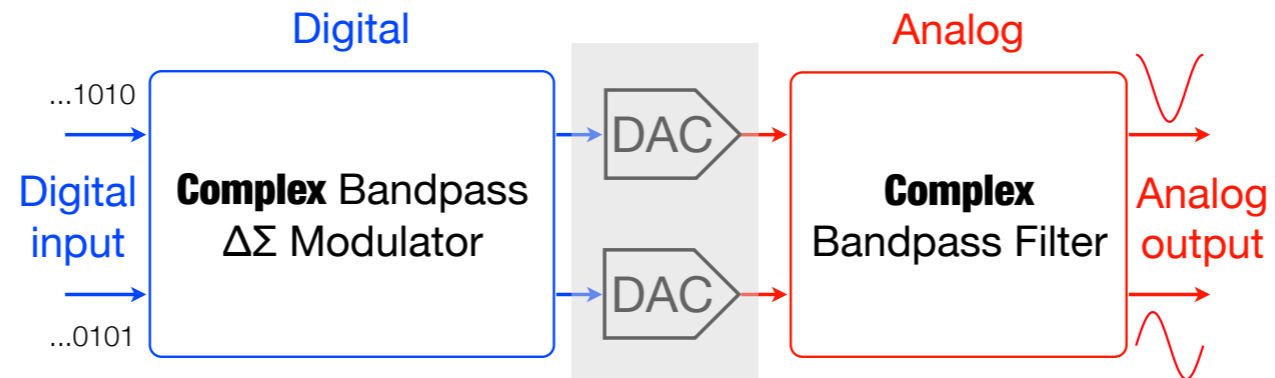 Digital
Analog
...1010
DAC
Digital
input
Complex Bandpass
ΔΣ Modulator
Complex
Bandpass Filter
Analog
output
DAC
...0101